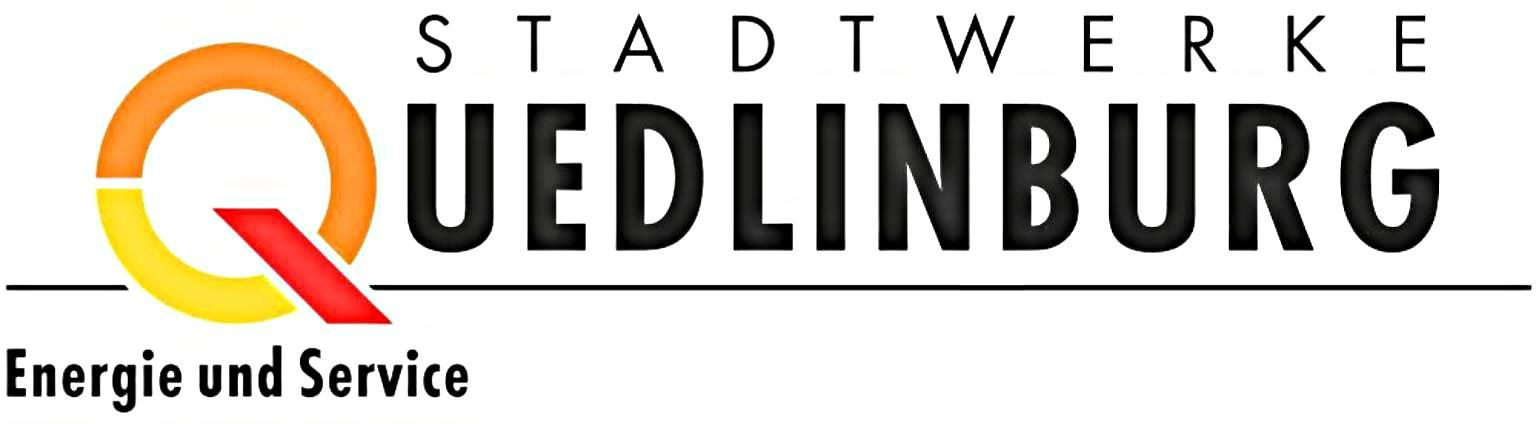 STADTWERKE
QUEDLINBURG
Energie und Service